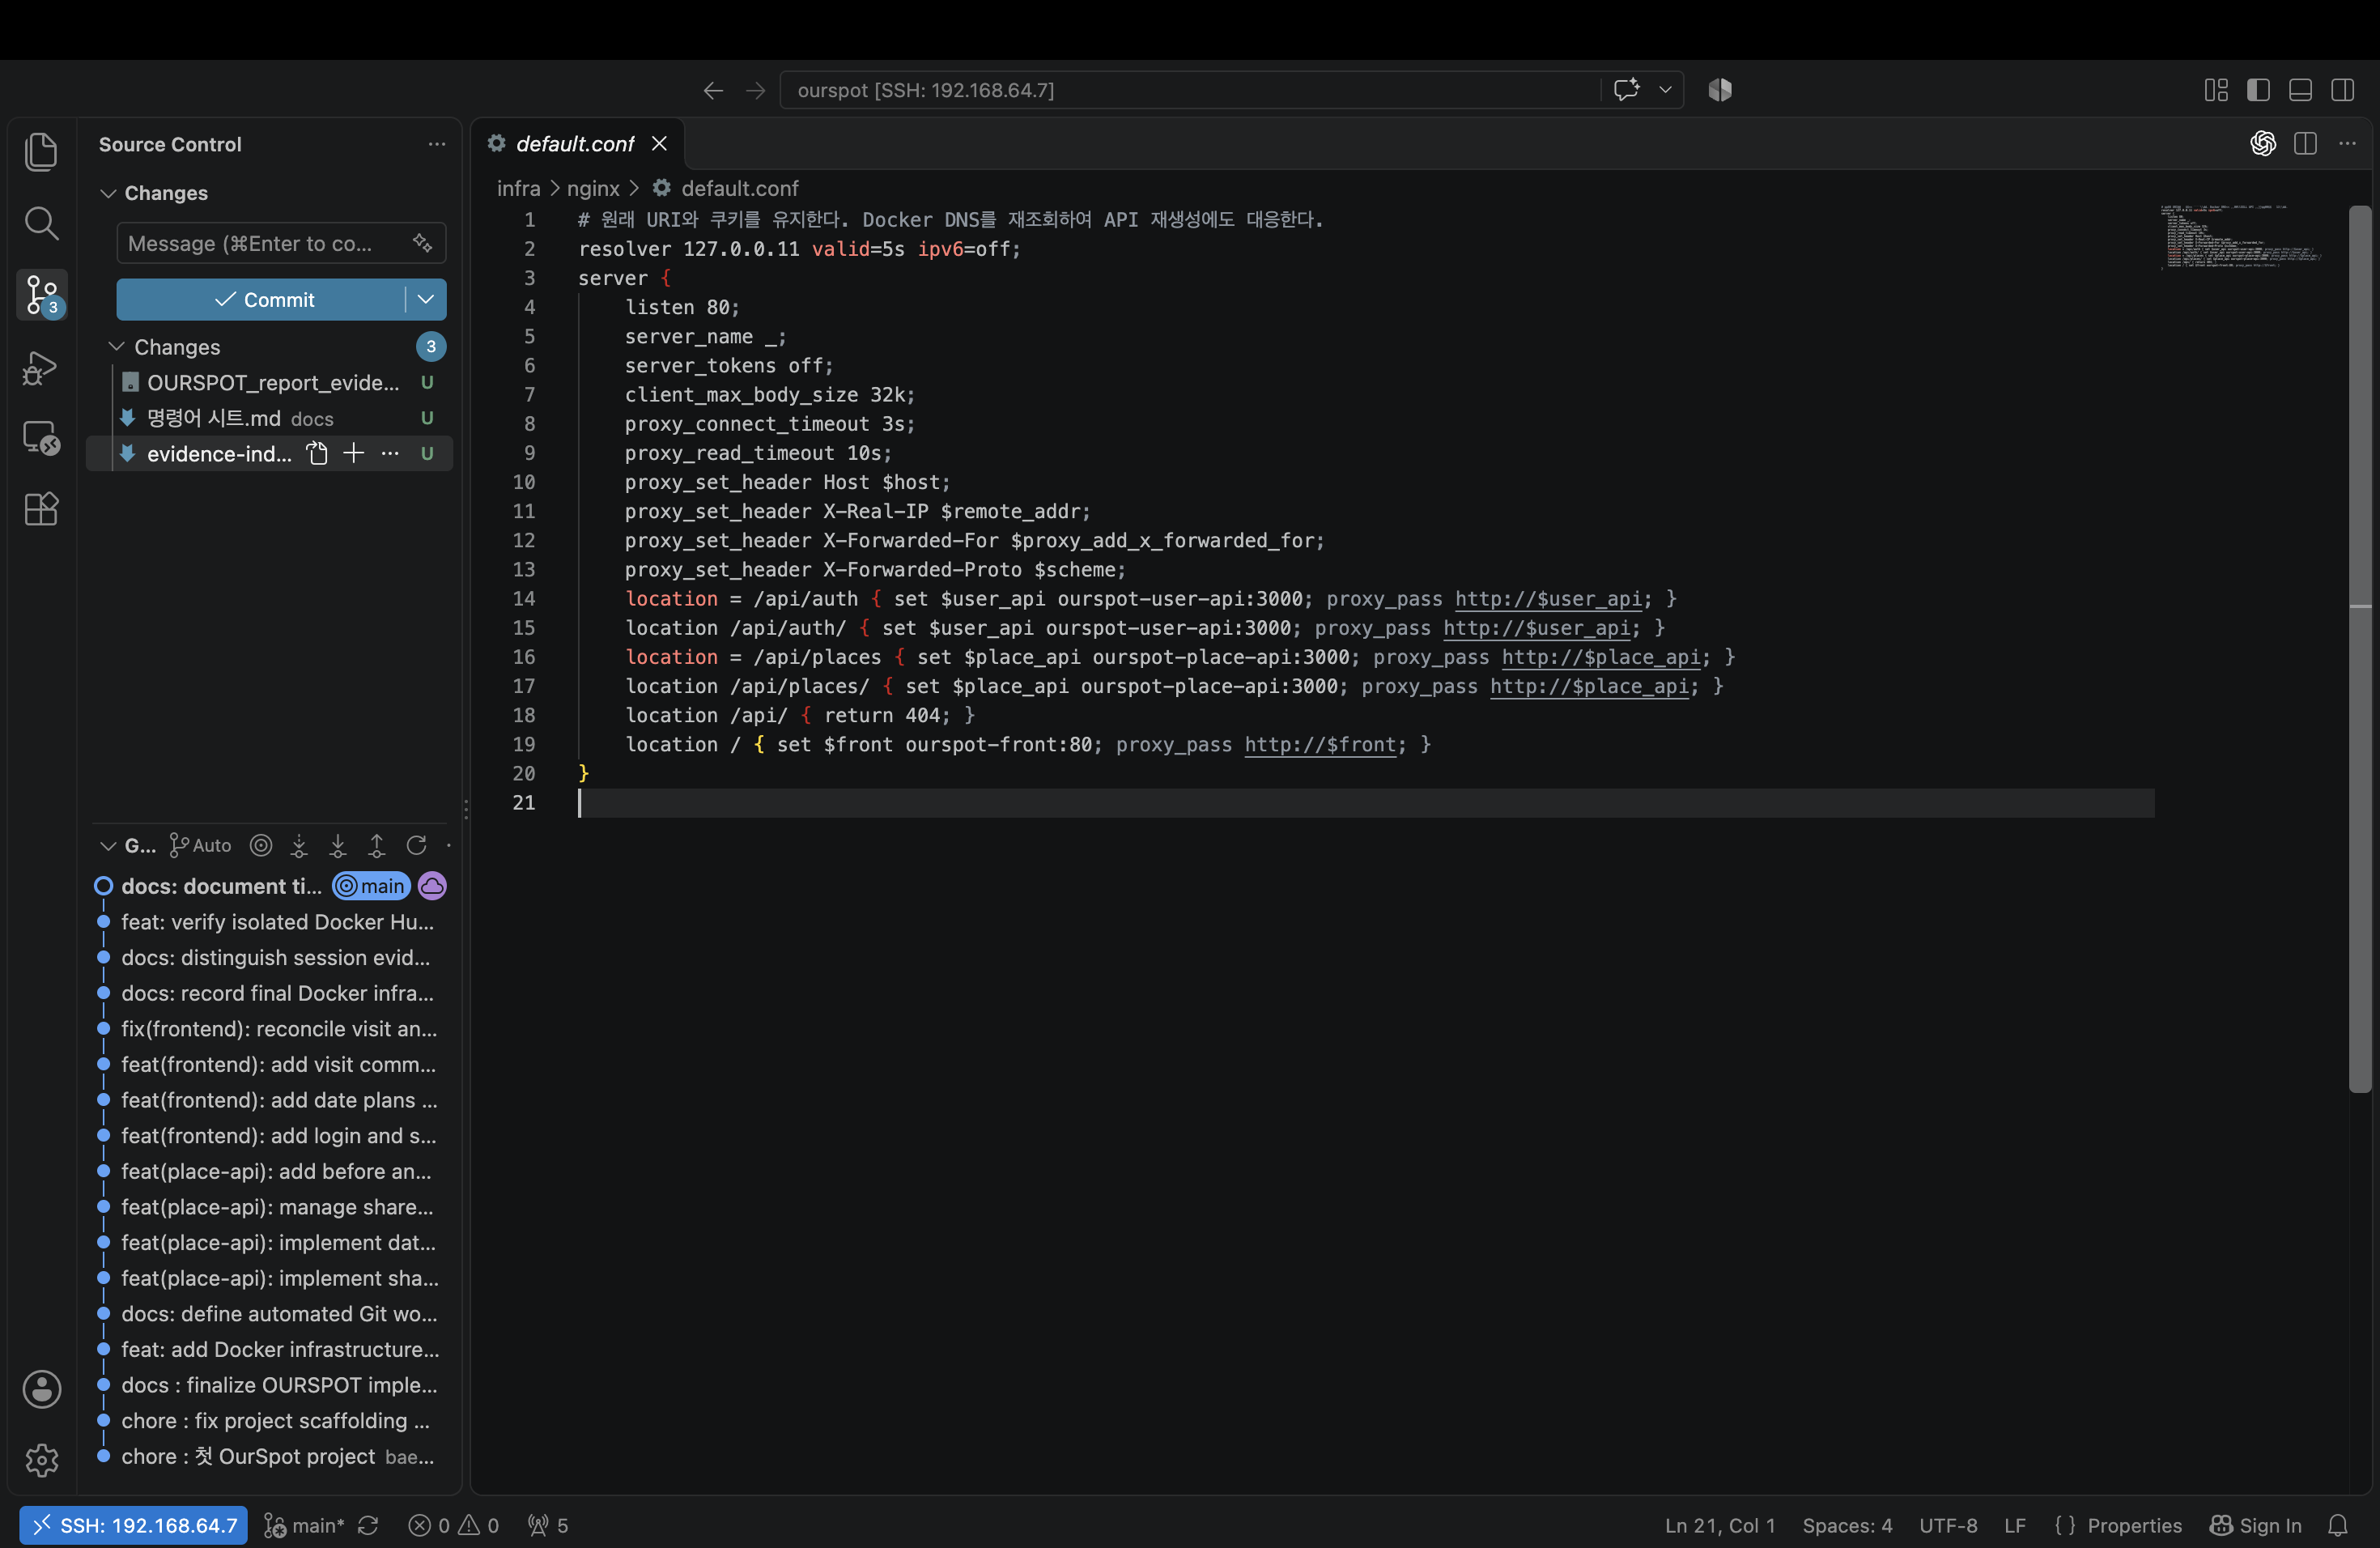 ourspot [SSH: 192.168.64.7]
Source Control
Changes
Message (⌘Enter to co...
Commit
Changes 3
OURSPOT_report_evide... U
명령어 시트.md docs U
evidence-ind... U
3
G... Auto
docs: document ti... main
feat: verify isolated Docker Hu...
docs: distinguish session evid...
docs: record final Docker infra...
fix(frontend): reconcile visit an...
feat(frontend): add visit comm...
feat(frontend): add date plans ...
feat(frontend): add login and s...
feat(place-api): add before an...
feat(place-api): manage share...
feat(place-api): implement dat...
feat(place-api): implement sha...
docs: define automated Git wo...
feat: add Docker infrastructure...
docs : finalize OURSPOT imple...
chore : fix project scaffolding ...
chore : 첫 OurSpot project bae...
default.conf
infra > nginx > default.conf
1 # 원래 URI와 쿠키를 유지한다. Docker DNS를 재조회하여 API 재생성에도 대응한다.
2 resolver 127.0.0.11 valid=5s ipv6=off;
3 server {
4 listen 80;
5 server_name _;
6 server_tokens off;
7 client_max_body_size 32k;
8 proxy_connect_timeout 3s;
9 proxy_read_timeout 10s;
10 proxy_set_header Host $host;
11 proxy_set_header X-Real-IP $remote_addr;
12 proxy_set_header X-Forwarded-For $proxy_add_x_forwarded_for;
13 proxy_set_header X-Forwarded-Proto $scheme;
14 location = /api/auth { set $user_api ourspot-user-api:3000; proxy_pass http://$user_api; }
15 location /api/auth/ { set $user_api ourspot-user-api:3000; proxy_pass http://$user_api; }
16 location = /api/places { set $place_api ourspot-place-api:3000; proxy_pass http://$place_api; }
17 location /api/places/ { set $place_api ourspot-place-api:3000; proxy_pass http://$place_api; }
18 location /api/ { return 404; }
19 location / { set $front ourspot-front:80; proxy_pass http://$front; }
20 }
21
SSH: 192.168.64.7 main* 0 0 5 Ln 21, Col 1 Spaces: 4 UTF-8 LF {} Properties Sign In